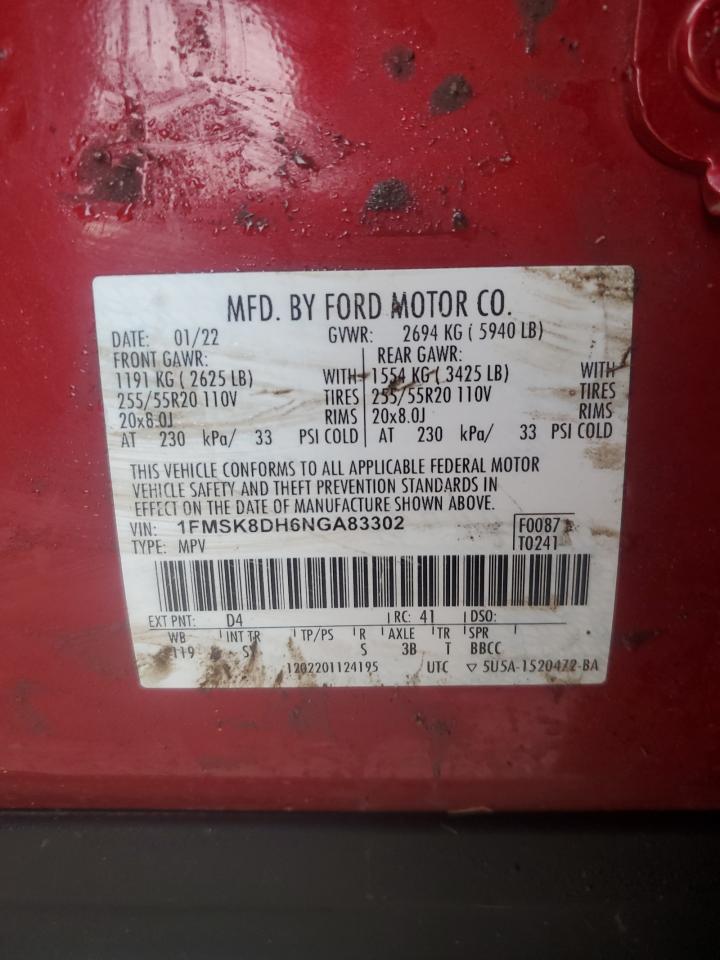 MFD. BY FORD MOTOR CO.
DATE: 01/22 GVWR: 2694 KG ( 5940 LB)
FRONT GAWR: REAR GAWR:
1191 KG ( 2625 LB) WITH 1554 KG ( 3425 LB) WITH
255/55R20 110V TIRES 255/55R20 110V TIRES
20x8.0J RIMS 20x8.0J RIMS
AT 230 kPa/ 33 PSI COLD AT 230 kPa/ 33 PSI COLD
THIS VEHICLE CONFORMS TO ALL APPLICABLE FEDERAL MOTOR
VEHICLE SAFETY AND THEFT PREVENTION STANDARDS IN
EFFECT ON THE DATE OF MANUFACTURE SHOWN ABOVE.
VIN: 1FMSK8DH6NGA83302 F0087
TYPE: MPV T0241
EXT PNT: D4 RC: 41 DSO:
WB INT TR TP/PS R AXLE TR SPR
119 S 3B T BBCC
1202201124195 UTC ▽ 5U5A-1520472-BA